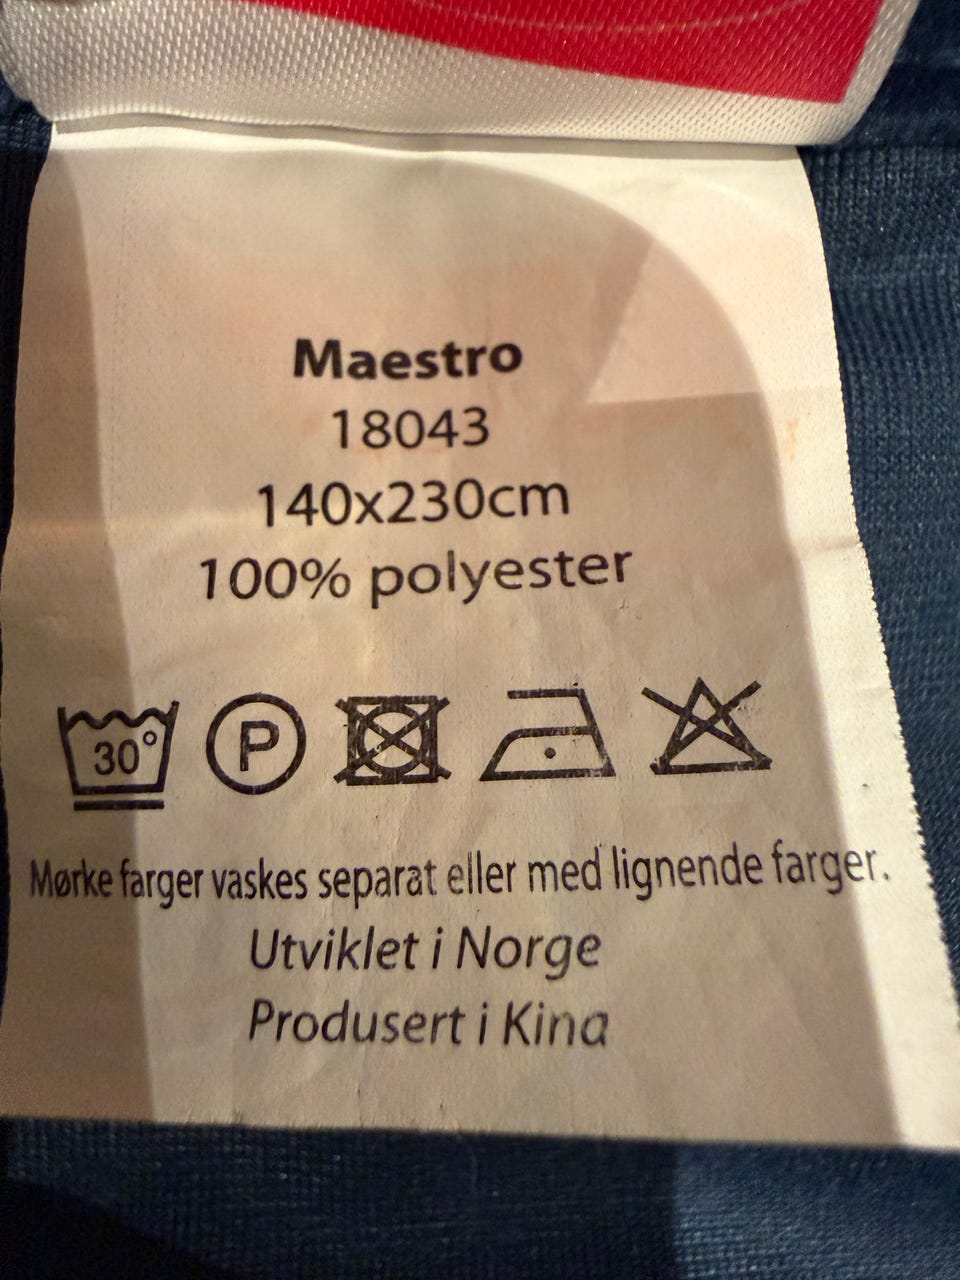 Maestro
18043
140x230cm
100% polyester
30° P
Mørke farger vaskes separat eller med lignende farger.
Utviklet i Norge
Produsert i Kina